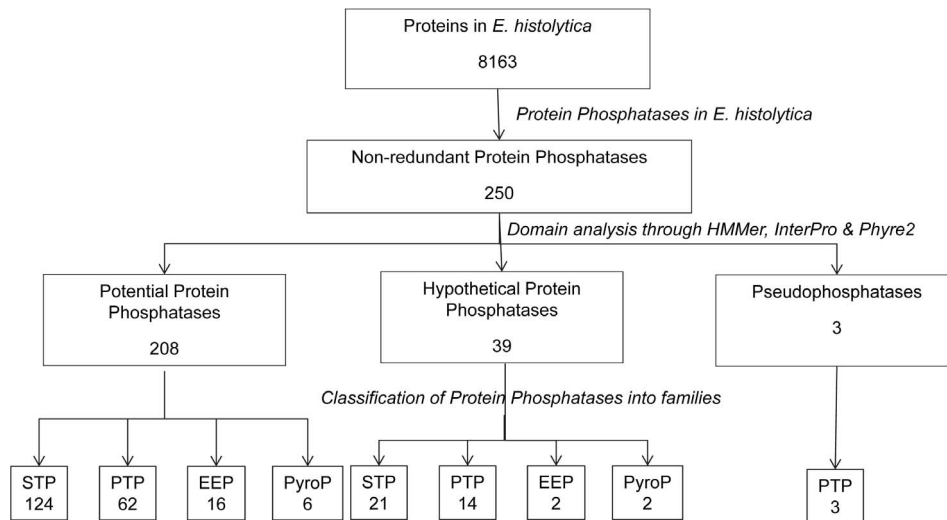 Proteins in E. histolytica
8163
Protein Phosphatases in E. histolytica
Non-redundant Protein Phosphatases
250
Domain analysis through HMMer, InterPro & Phyre2
Potential Protein
Phosphatases
208
Hypothetical Protein
Phosphatases
39
Pseudophosphatases
3
Classification of Protein Phosphatases into families
STP
124
PTP
62
EEP
16
PyroP
6
STP
21
PTP
14
EEP
2
PyroP
2
PTP
3